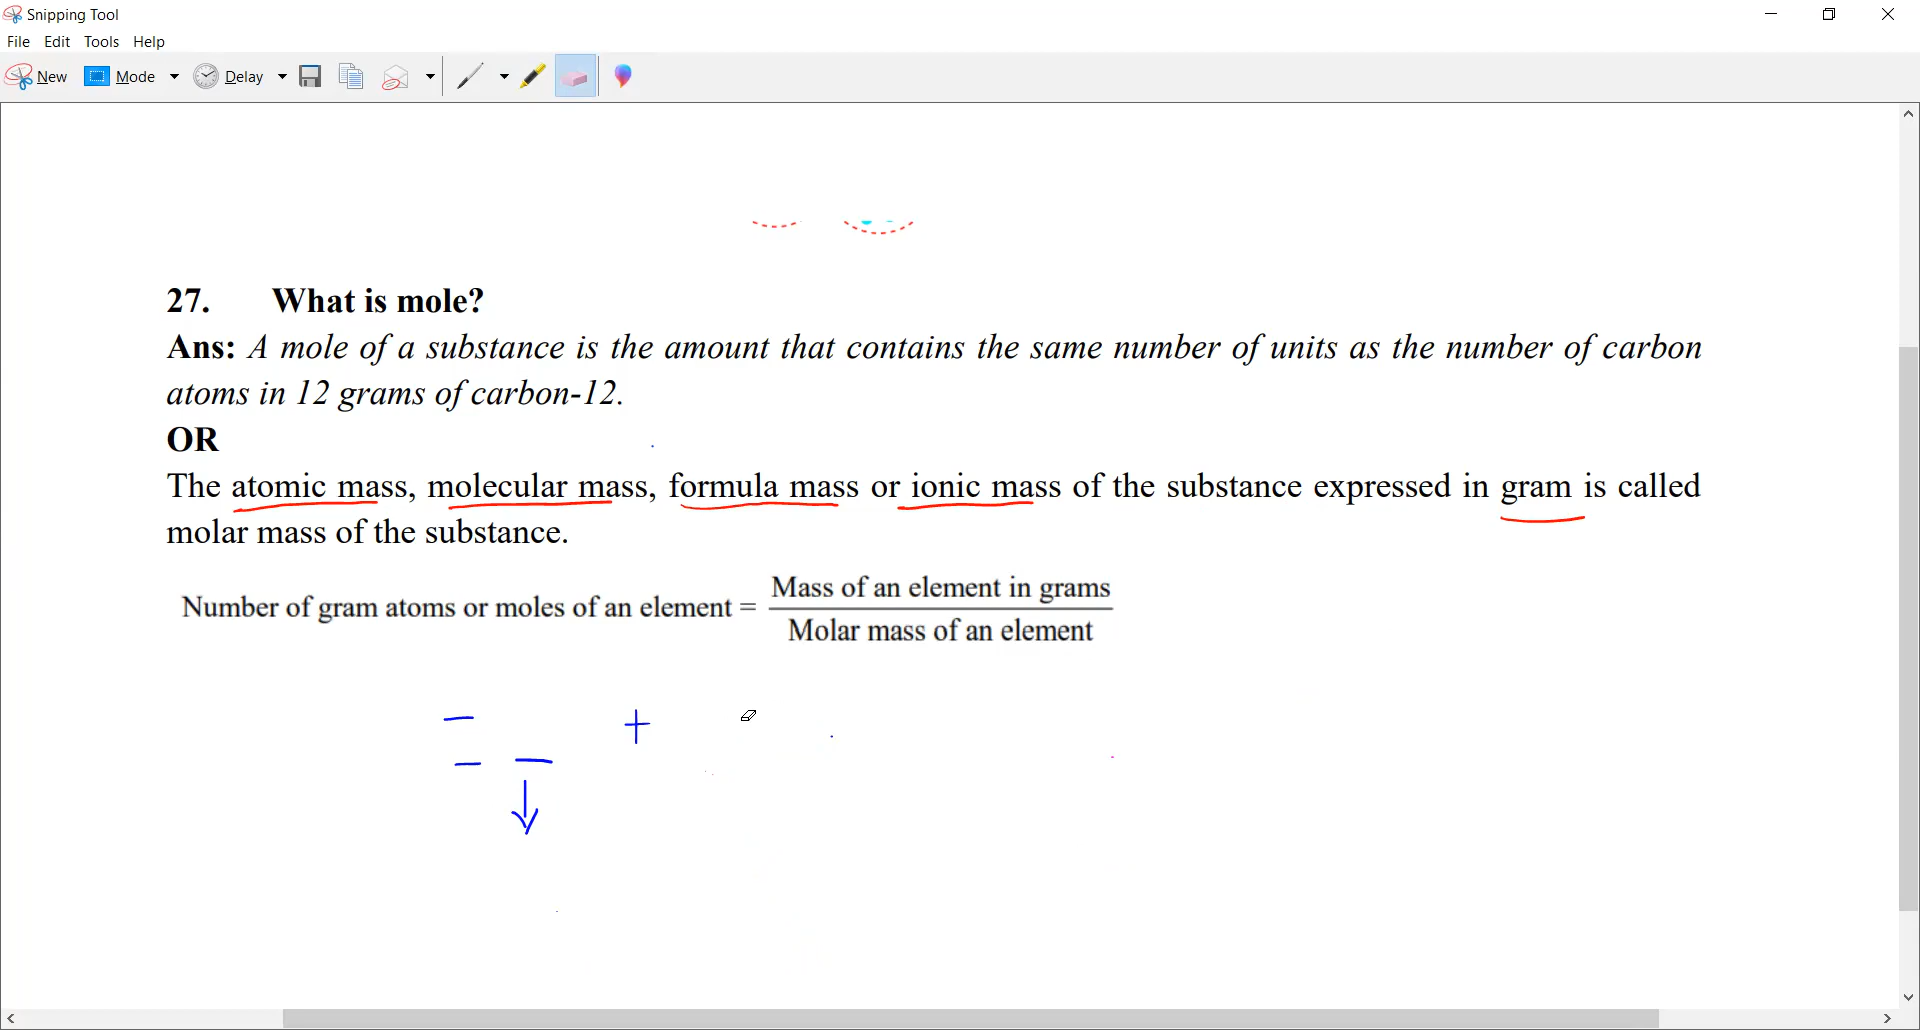 Snipping Tool
File Edit Tools Help
New Mode Delay
27. What is mole?
Ans: A mole of a substance is the amount that contains the same number of units as the number of carbon
atoms in 12 grams of carbon-12.
OR
The atomic mass, molecular mass, formula mass or ionic mass of the substance expressed in gram is called
molar mass of the substance.
Number of gram atoms or moles of an element = Mass of an element in grams
Molar mass of an element
− +
− −
↓